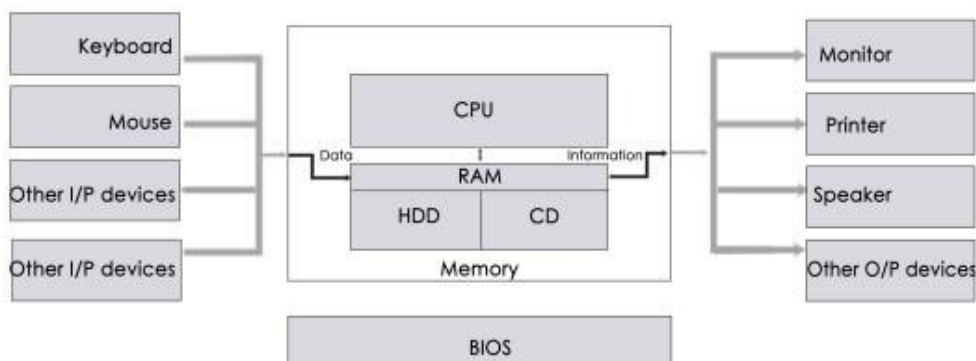 Keyboard
Mouse
Other I/P devices
Other I/P devices
CPU
Data
Information
RAM
HDD
CD
Memory
BIOS
Monitor
Printer
Speaker
Other O/P devices